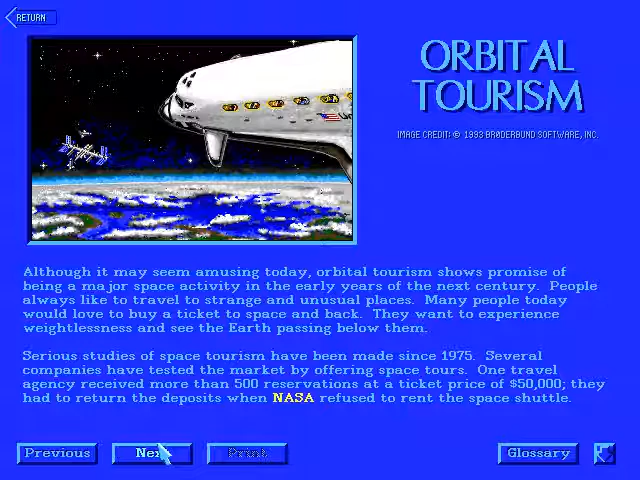 RETURN
ORBITAL
TOURISM
IMAGE CREDIT: © 1993 BRØDERBUND SOFTWARE, INC.
Although it may seem amusing today, orbital tourism shows promise of
being a major space activity in the early years of the next century.  People
always like to travel to strange and unusual places.  Many people today
would love to buy a ticket to space and back.  They want to experience
weightlessness and see the Earth passing below them.
Serious studies of space tourism have been made since 1975.  Several
companies have tested the market by offering space tours.  One travel
agency received more than 500 reservations at a ticket price of $50,000; they
had to return the deposits when NASA refused to rent the space shuttle.
Previous
Next
Print
Glossary